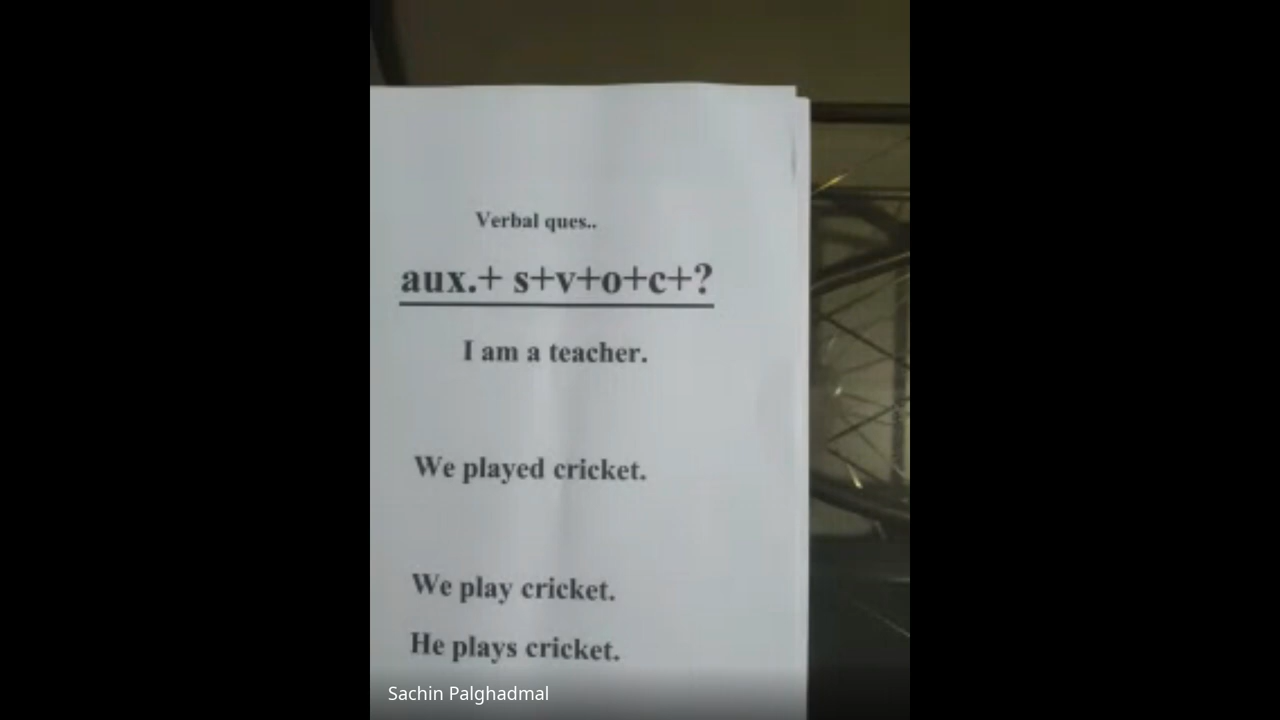 Verbal ques..
aux.+ s+v+o+c+?
I am a teacher.
We played cricket.
We play cricket.
He plays cricket.
Sachin Palghadmal